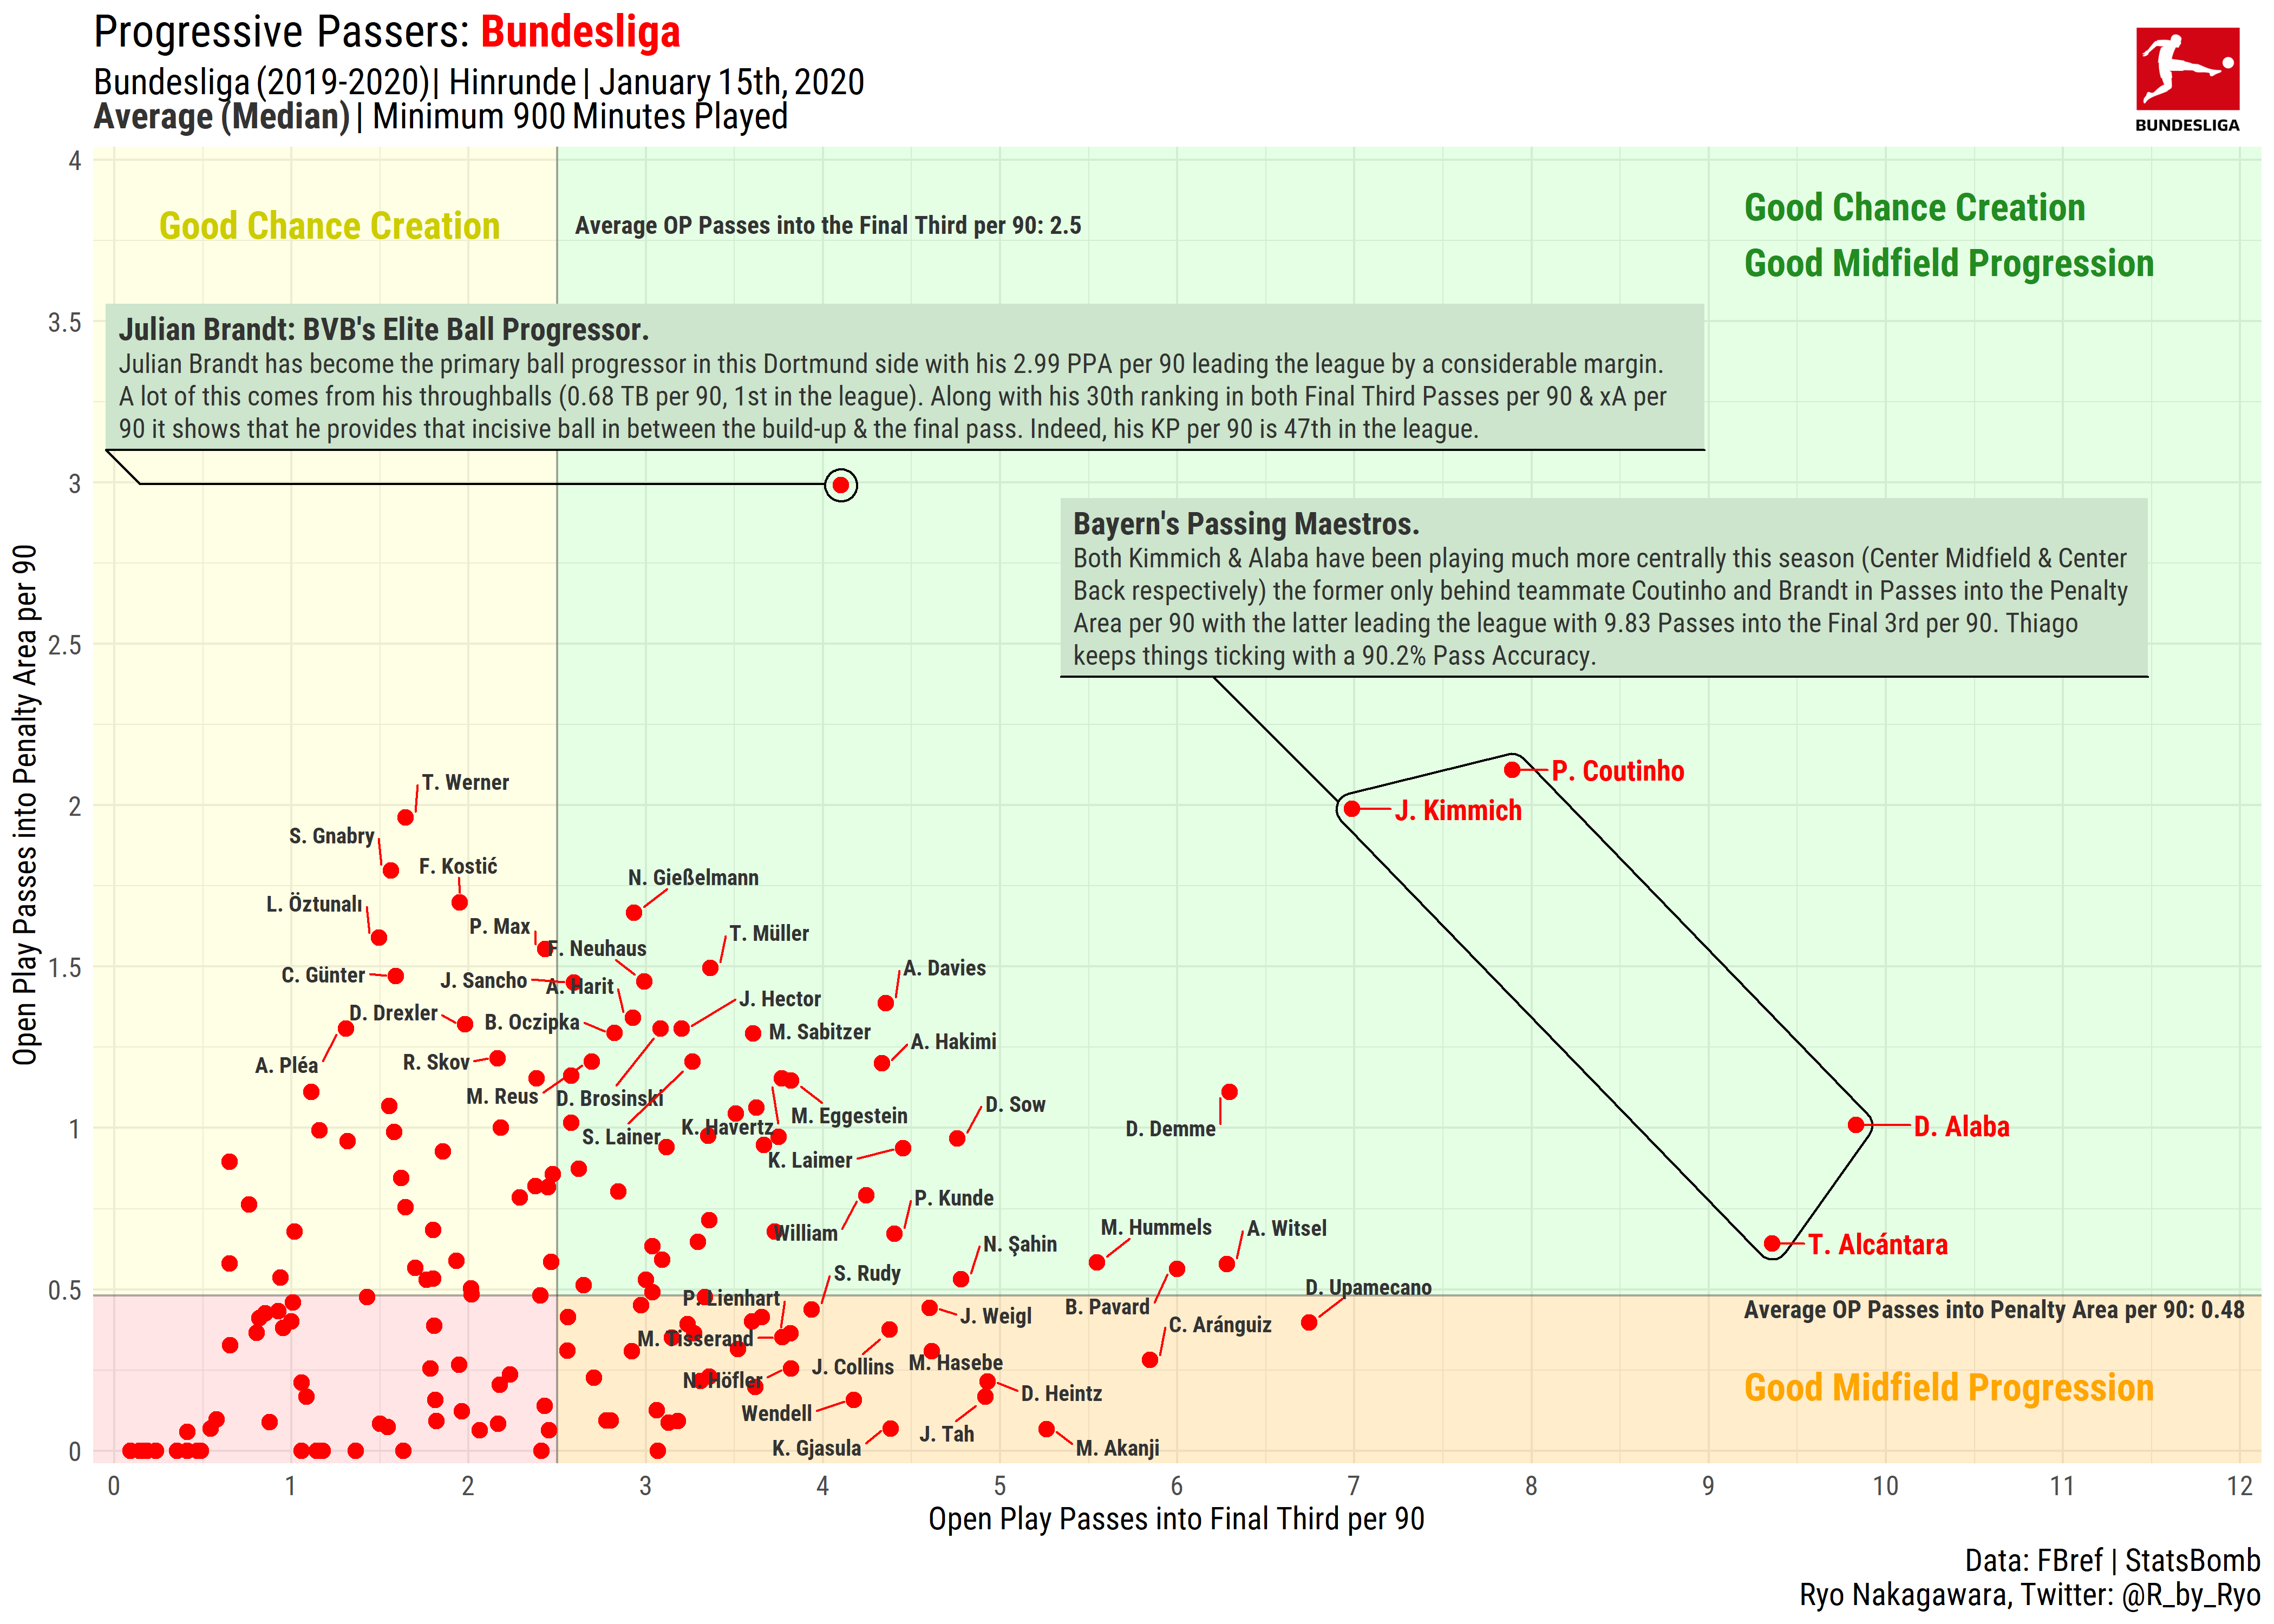 Progressive Passers: Bundesliga
Bundesliga (2019-2020)| Hinrunde | January 15th, 2020
Average (Median) | Minimum 900 Minutes Played
BUNDESLIGA
Good Chance Creation
Average OP Passes into the Final Third per 90: 2.5
Good Chance Creation
Good Midfield Progression
Julian Brandt: BVB's Elite Ball Progressor.
Julian Brandt has become the primary ball progressor in this Dortmund side with his 2.99 PPA per 90 leading the league by a considerable margin.
A lot of this comes from his throughballs (0.68 TB per 90, 1st in the league). Along with his 30th ranking in both Final Third Passes per 90 & xA per
90 it shows that he provides that incisive ball in between the build-up & the final pass. Indeed, his KP per 90 is 47th in the league.
Bayern's Passing Maestros.
Both Kimmich & Alaba have been playing much more centrally this season (Center Midfield & Center
Back respectively) the former only behind teammate Coutinho and Brandt in Passes into the Penalty
Area per 90 with the latter leading the league with 9.83 Passes into the Final 3rd per 90. Thiago
keeps things ticking with a 90.2% Pass Accuracy.
P. Coutinho
T. Werner
J. Kimmich
S. Gnabry
F. Kostić
N. Gießelmann
L. Öztunalı
P. Max
T. Müller
F. Neuhaus
A. Davies
C. Günter
J. Sancho
A. Harit
J. Hector
D. Drexler
B. Oczipka
M. Sabitzer
A. Hakimi
A. Pléa
R. Skov
M. Reus
D. Brosinski
D. Sow
M. Eggestein
K. Havertz
D. Demme
D. Alaba
S. Lainer
K. Laimer
P. Kunde
William
M. Hummels
A. Witsel
N. Şahin
T. Alcántara
S. Rudy
D. Upamecano
P. Lienhart
B. Pavard
J. Weigl
Average OP Passes into Penalty Area per 90: 0.48
C. Aránguiz
M. Tisserand
J. Collins
M. Hasebe
N. Höfler
D. Heintz
Good Midfield Progression
Wendell
J. Tah
K. Gjasula
M. Akanji
Open Play Passes into Penalty Area per 90
4
3.5
3
2.5
2
1.5
1
0.5
0
0 1 2 3 4 5 6 7 8 9 10 11 12
Open Play Passes into Final Third per 90
Data: FBref | StatsBomb
Ryo Nakagawara, Twitter: @R_by_Ryo